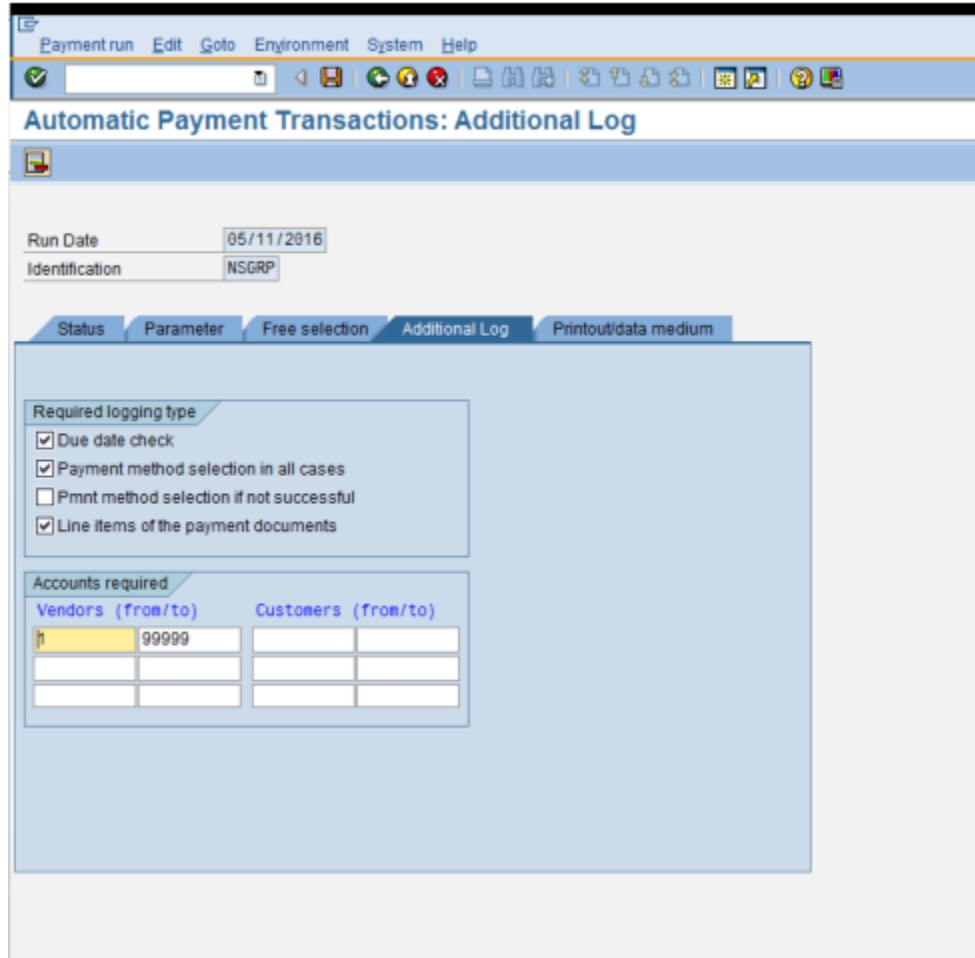 Payment run Edit Goto Environment System Help
Automatic Payment Transactions: Additional Log
Run Date 05/11/2016
Identification NSGRP
Status Parameter Free selection Additional Log Printout/data medium
Required logging type
Due date check
Payment method selection in all cases
Pmnt method selection if not successful
Line items of the payment documents
Accounts required
Vendors (from/to) Customers (from/to)
1 99999